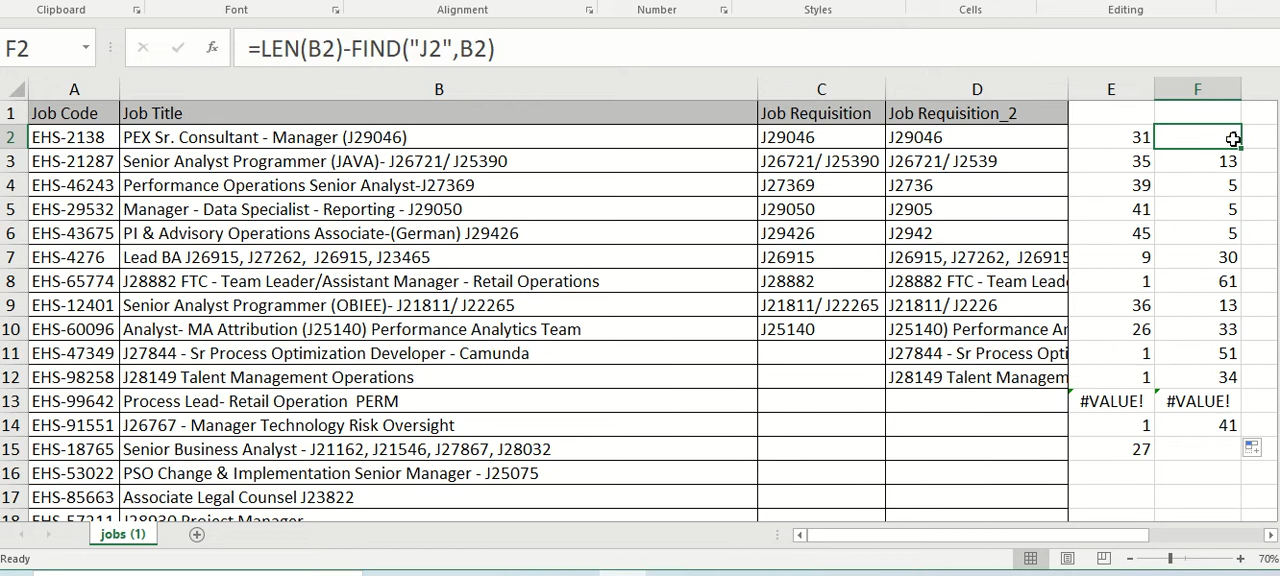 Clipboard Font Alignment Number Styles Cells Editing
F2 fx =LEN(B2)-FIND("J2",B2)
A B C D E F
1 Job Code Job Title Job Requisition Job Requisition_2
2 EHS-2138 PEX Sr. Consultant - Manager (J29046) J29046 J29046 31
3 EHS-21287 Senior Analyst Programmer (JAVA)- J26721/ J25390 J26721/ J25390 J26721/ J2539 35 13
4 EHS-46243 Performance Operations Senior Analyst-J27369 J27369 J2736 39 5
5 EHS-29532 Manager - Data Specialist - Reporting - J29050 J29050 J2905 41 5
6 EHS-43675 PI & Advisory Operations Associate-(German) J29426 J29426 J2942 45 5
7 EHS-4276 Lead BA J26915, J27262,  J26915, J23465 J26915 J26915, J27262,  J26915 9 30
8 EHS-65774 J28882 FTC - Team Leader/Assistant Manager - Retail Operations J28882 J28882 FTC - Team Lead 1 61
9 EHS-12401 Senior Analyst Programmer (OBIEE)- J21811/ J22265 J21811/ J22265 J21811/ J2226 36 13
10 EHS-60096 Analyst- MA Attribution (J25140) Performance Analytics Team J25140 J25140) Performance Ar 26 33
11 EHS-47349 J27844 - Sr Process Optimization Developer - Camunda J27844 - Sr Process Opti 1 51
12 EHS-98258 J28149 Talent Management Operations J28149 Talent Managem 1 34
13 EHS-99642 Process Lead- Retail Operation  PERM #VALUE! #VALUE!
14 EHS-91551 J26767 - Manager Technology Risk Oversight 1 41
15 EHS-18765 Senior Business Analyst - J21162, J21546, J27867, J28032 27
16 EHS-53022 PSO Change & Implementation Senior Manager - J25075
17 EHS-85663 Associate Legal Counsel J23822
18 EHS-57211 J28930 Project Manager
jobs (1)
Ready 70%